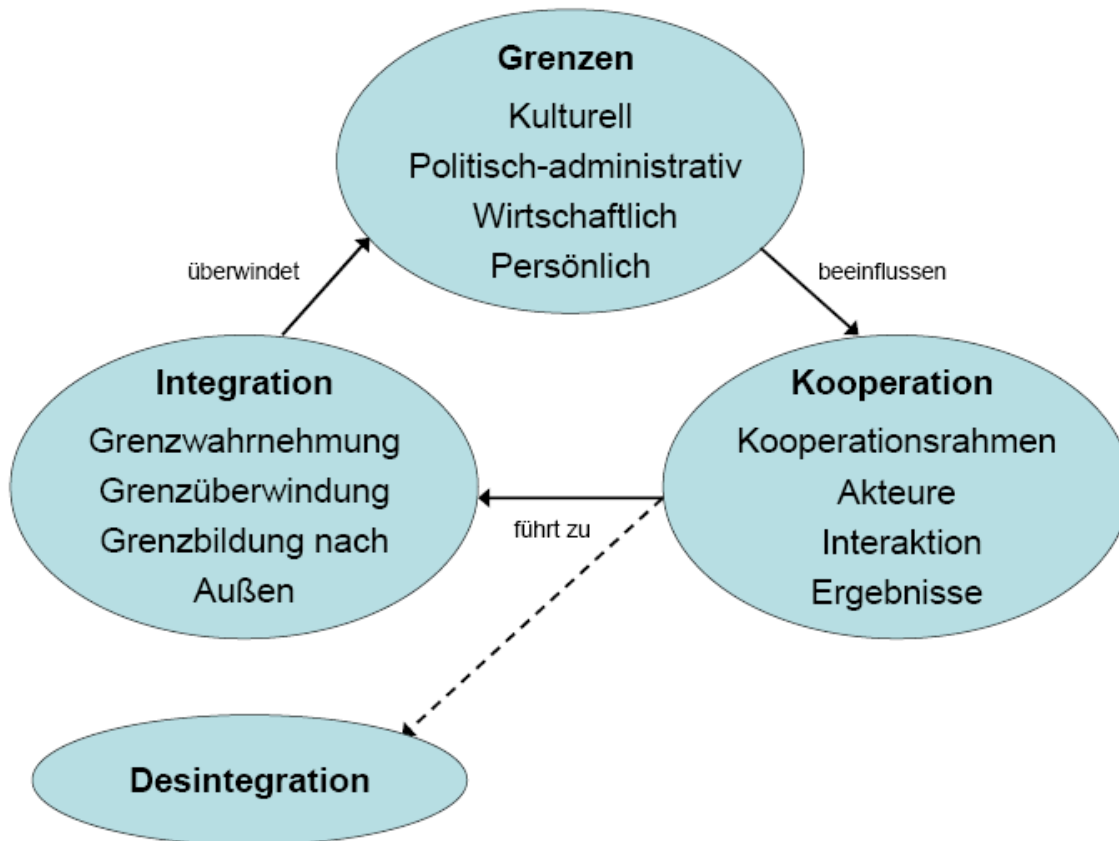 Grenzen
Kulturell
Politisch-administrativ
Wirtschaftlich
Persönlich
überwindet
beeinflussen
Integration
Grenzwahrnehmung
Grenzüberwindung
Grenzbildung nach
Außen
Kooperation
Kooperationsrahmen
Akteure
Interaktion
Ergebnisse
führt zu
Desintegration